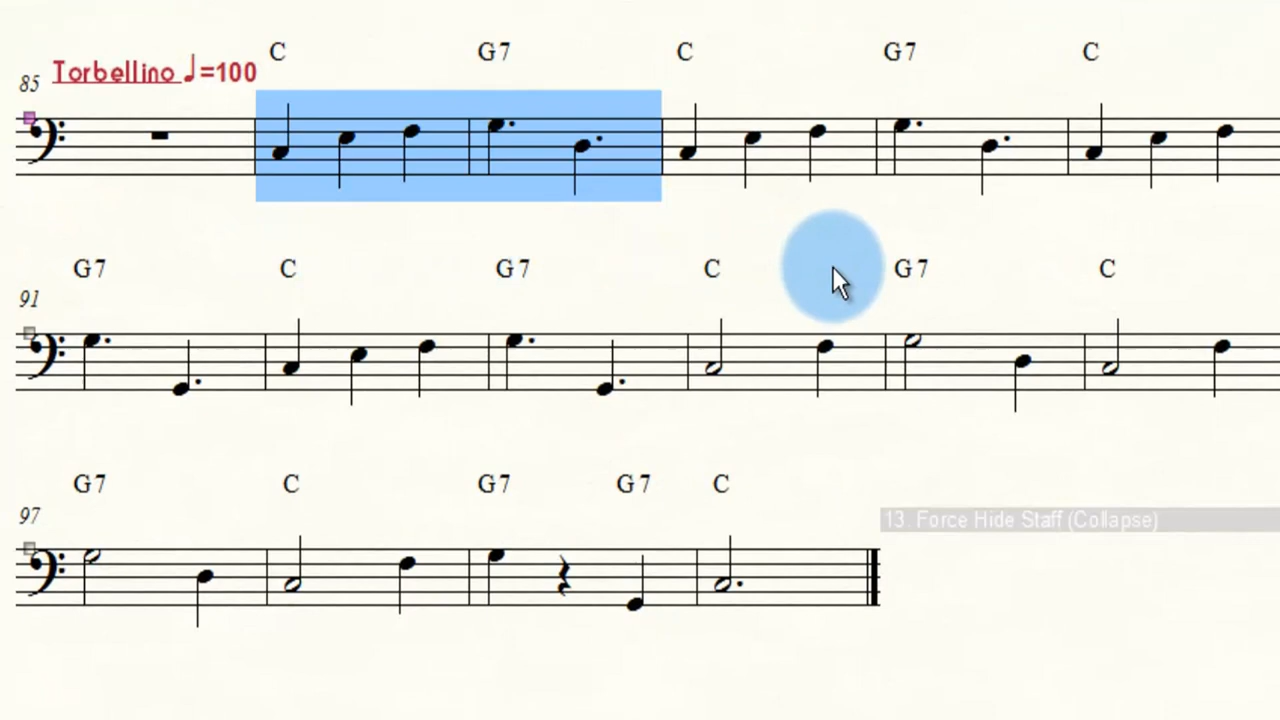 C G7 C G7 C
Torbellino ♩=100
85
G7 C G7 C G7 C
91
G7 C G7 G7 C
97
13. Force Hide Staff (Collapse)